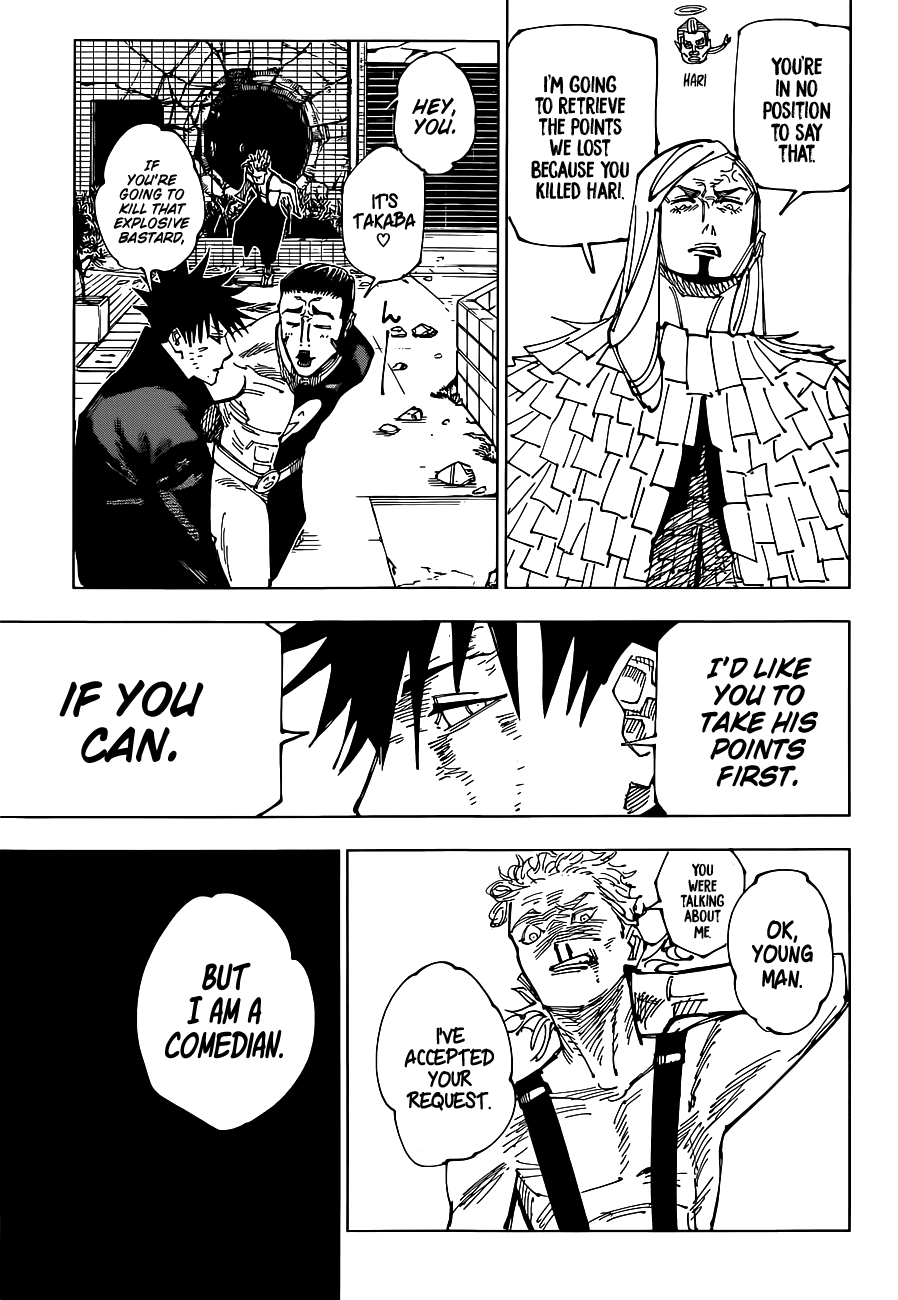 YOU'RE
IN NO
POSITION
TO SAY
THAT.
HARI
I'M GOING
TO RETRIEVE
THE POINTS
WE LOST
BECAUSE YOU
KILLED HARI.
HEY,
YOU.
IT'S
TAKABA
♡
IF
YOU'RE
GOING TO
KILL THAT
EXPLOSIVE
BASTARD,
I'D LIKE
YOU TO
TAKE HIS
POINTS
FIRST.
IF YOU
CAN.
OK,
YOUNG
MAN.
YOU
WERE
TALKING
ABOUT
ME.
I'VE
ACCEPTED
YOUR
REQUEST.
BUT
I AM A
COMEDIAN.